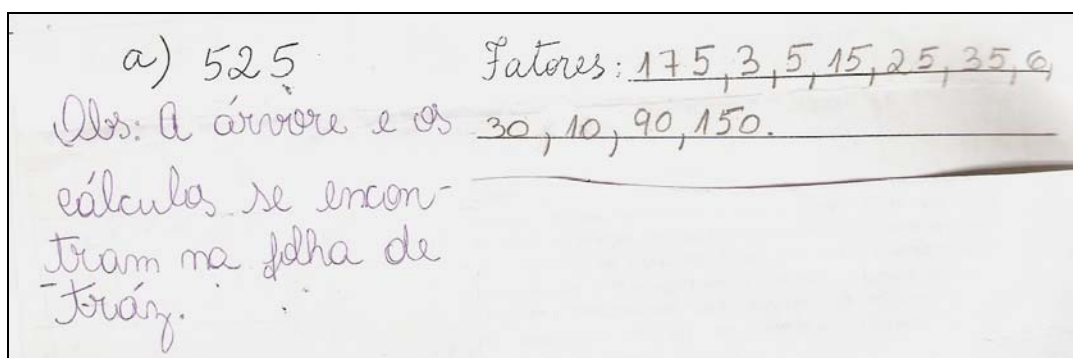 a) 525
Fatores: 175, 3, 5, 15, 25, 35, 6,
30, 10, 90, 150.
Obs: A árvore e os
cálculos se encon-
tram na folha de
tráz.